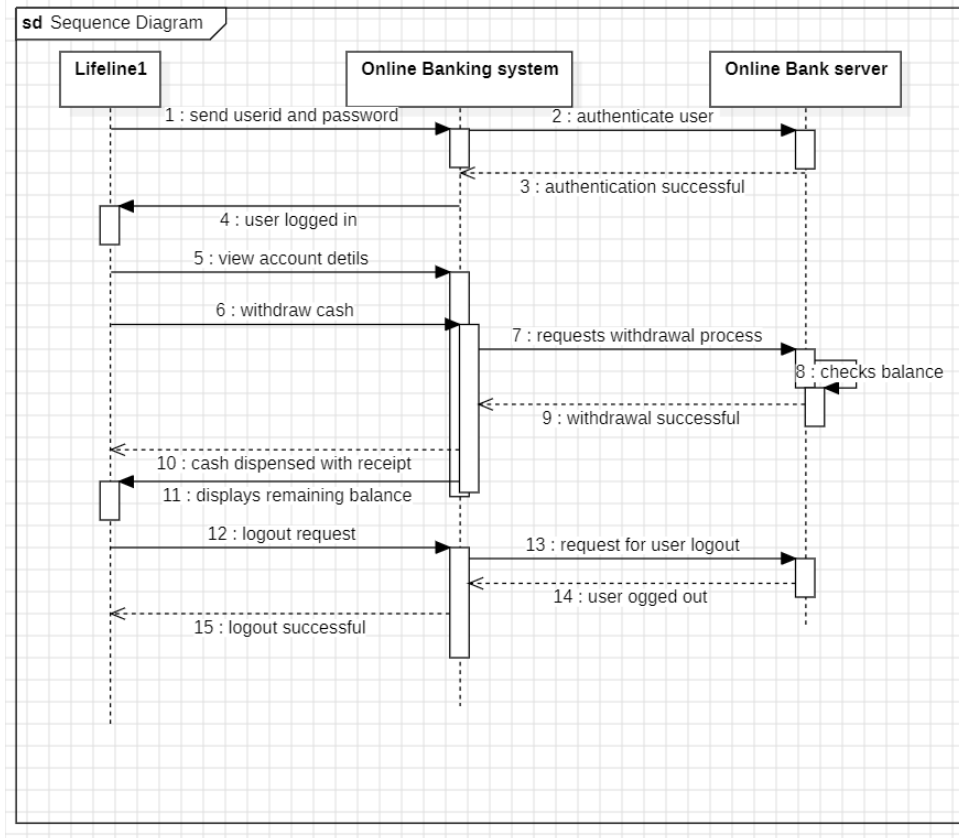 sd Sequence Diagram
Lifeline1
Online Banking system
Online Bank server
1 : send userid and password
2 : authenticate user
3 : authentication successful
4 : user logged in
5 : view account detils
6 : withdraw cash
7 : requests withdrawal process
8 : checks balance
9 : withdrawal successful
10 : cash dispensed with receipt
11 : displays remaining balance
12 : logout request
13 : request for user logout
14 : user ogged out
15 : logout successful